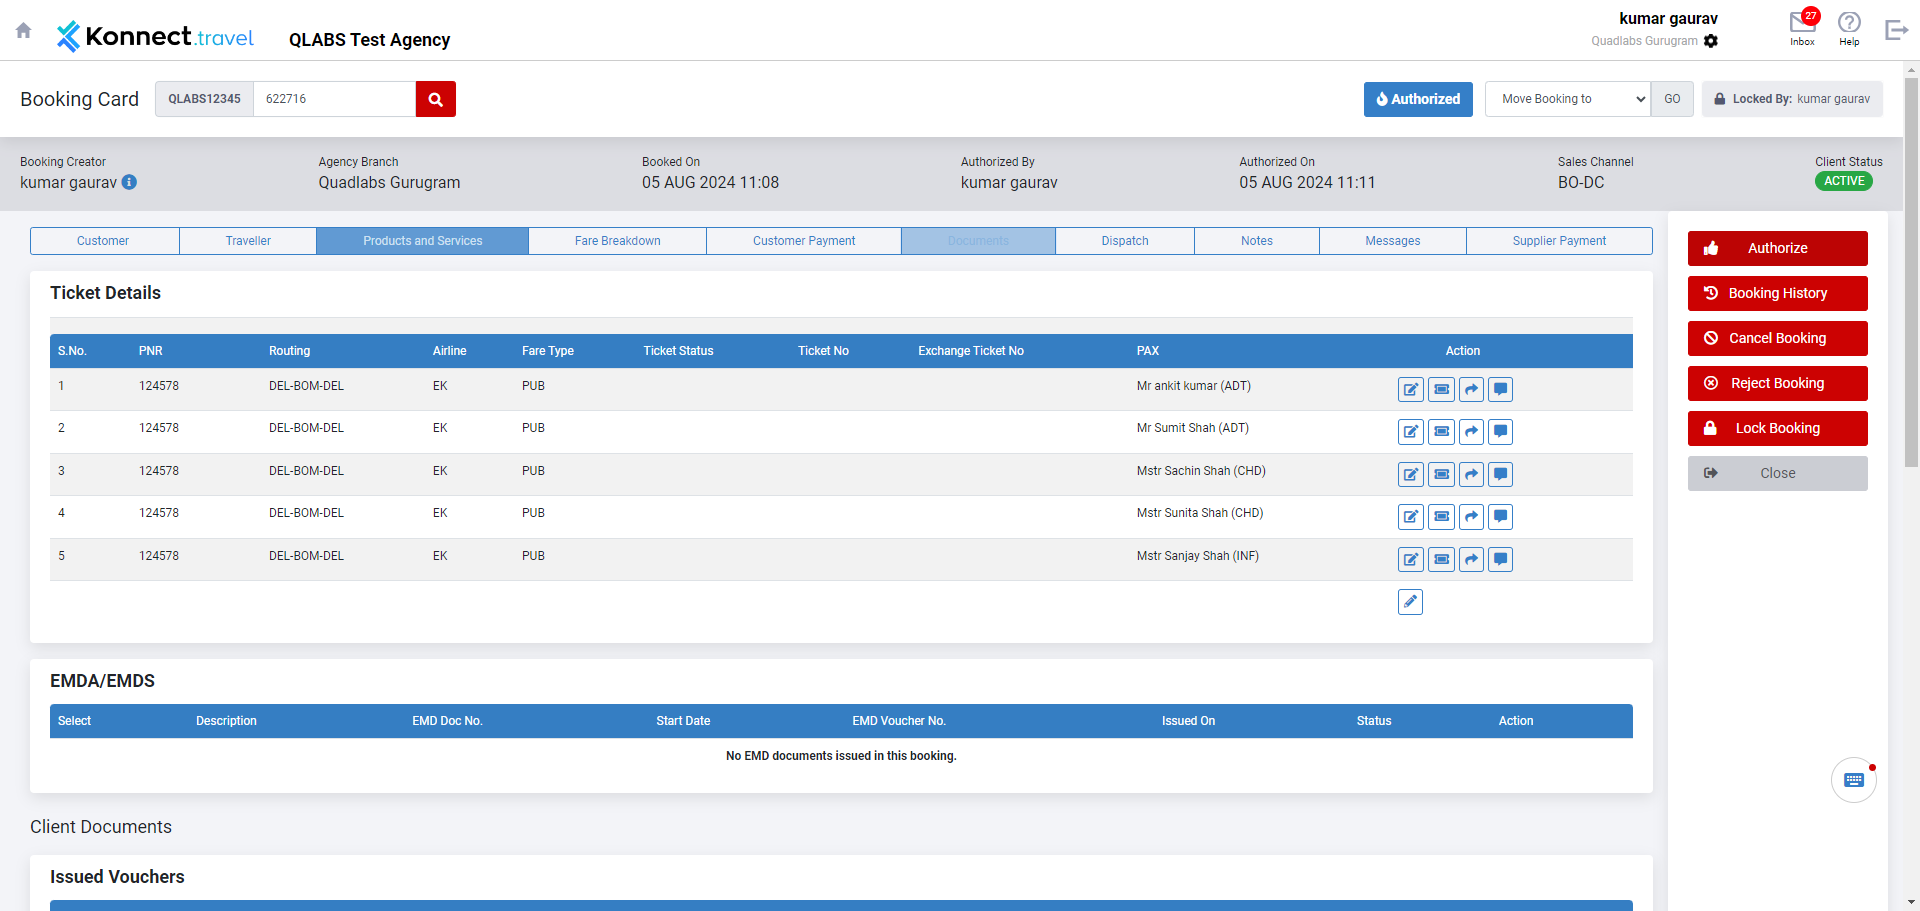 Konnect.travel
QLABS Test Agency
kumar gaurav
Quadlabs Gurugram
27
Inbox
Help
Booking Card
QLABS12345
622716
Authorized
Move Booking to
GO
Locked By: kumar gaurav
Booking Creator
kumar gaurav
Agency Branch
Quadlabs Gurugram
Booked On
05 AUG 2024 11:08
Authorized By
kumar gaurav
Authorized On
05 AUG 2024 11:11
Sales Channel
BO-DC
Client Status
ACTIVE
Customer
Traveller
Products and Services
Fare Breakdown
Customer Payment
Documents
Dispatch
Notes
Messages
Supplier Payment
Ticket Details
S.No. PNR Routing Airline Fare Type Ticket Status Ticket No Exchange Ticket No PAX Action
1 124578 DEL-BOM-DEL EK PUB Mr ankit kumar (ADT)
2 124578 DEL-BOM-DEL EK PUB Mr Sumit Shah (ADT)
3 124578 DEL-BOM-DEL EK PUB Mstr Sachin Shah (CHD)
4 124578 DEL-BOM-DEL EK PUB Mstr Sunita Shah (CHD)
5 124578 DEL-BOM-DEL EK PUB Mstr Sanjay Shah (INF)
EMDA/EMDS
Select Description EMD Doc No. Start Date EMD Voucher No. Issued On Status Action
No EMD documents issued in this booking.
Client Documents
Issued Vouchers
Authorize
Booking History
Cancel Booking
Reject Booking
Lock Booking
Close